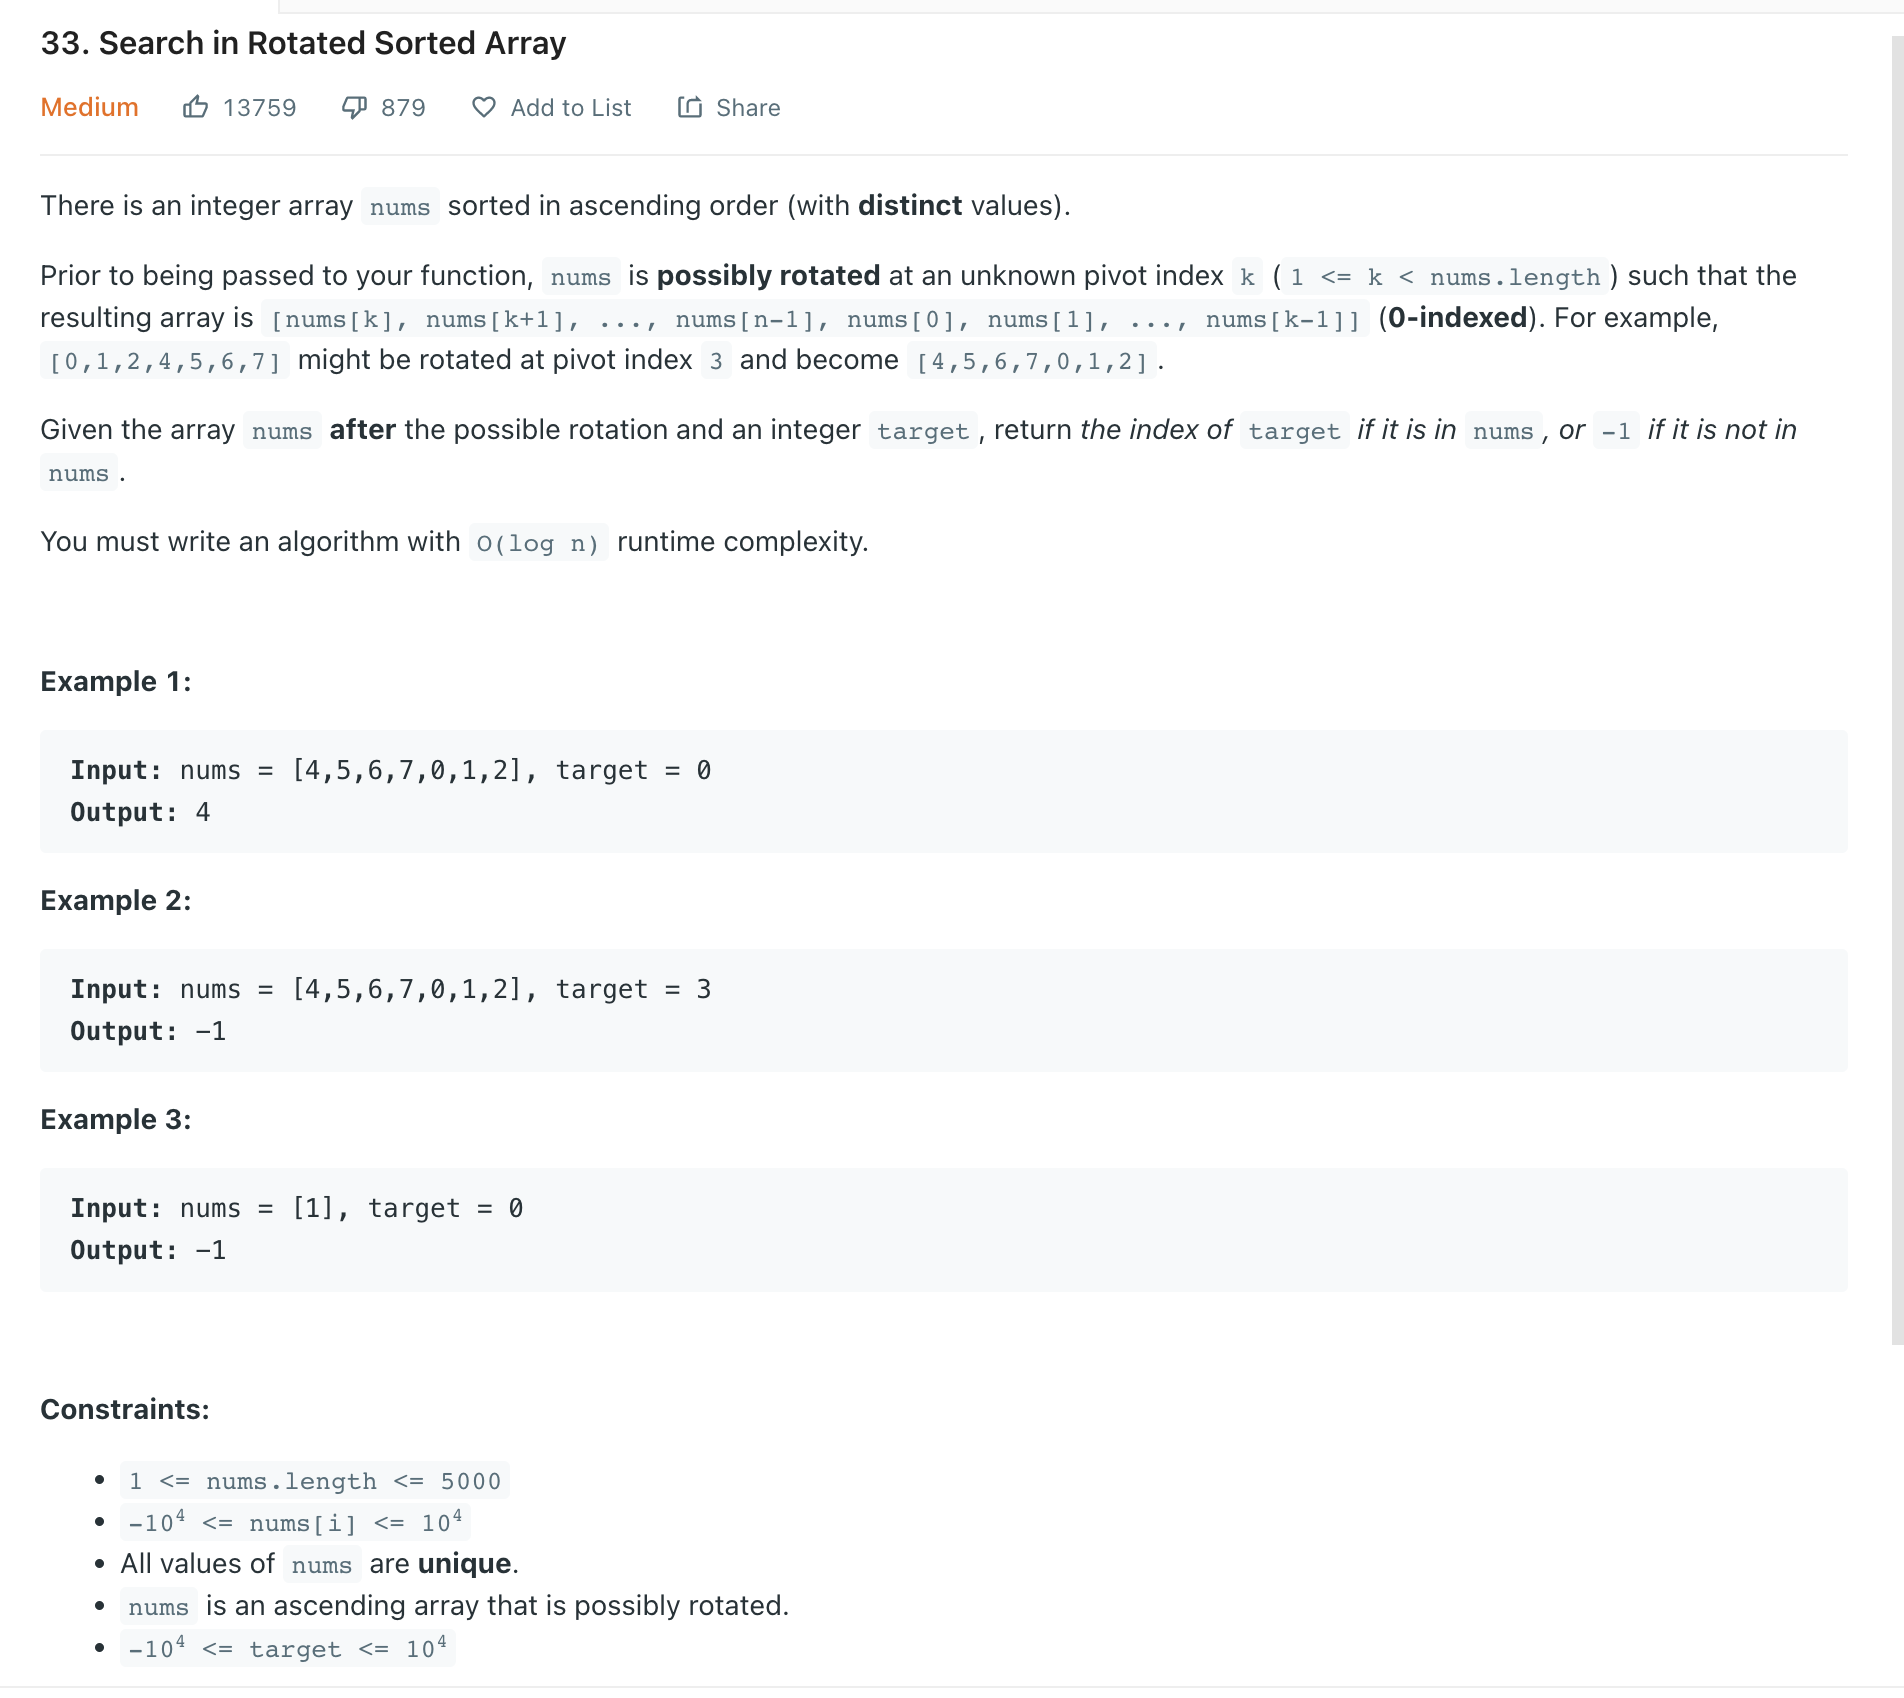 33. Search in Rotated Sorted Array
Medium 13759 879 Add to List Share
There is an integer array nums sorted in ascending order (with distinct values).
Prior to being passed to your function, nums is possibly rotated at an unknown pivot index k (1 <= k < nums.length) such that the
resulting array is [nums[k], nums[k+1], ..., nums[n-1], nums[0], nums[1], ..., nums[k-1]] (0-indexed). For example,
[0,1,2,4,5,6,7] might be rotated at pivot index 3 and become [4,5,6,7,0,1,2].
Given the array nums after the possible rotation and an integer target, return the index of target if it is in nums, or -1 if it is not in
nums.
You must write an algorithm with O(log n) runtime complexity.
Example 1:
Input: nums = [4,5,6,7,0,1,2], target = 0
Output: 4
Example 2:
Input: nums = [4,5,6,7,0,1,2], target = 3
Output: -1
Example 3:
Input: nums = [1], target = 0
Output: -1
Constraints:
• 1 <= nums.length <= 5000
• -10⁴ <= nums[i] <= 10⁴
• All values of nums are unique.
• nums is an ascending array that is possibly rotated.
• -10⁴ <= target <= 10⁴